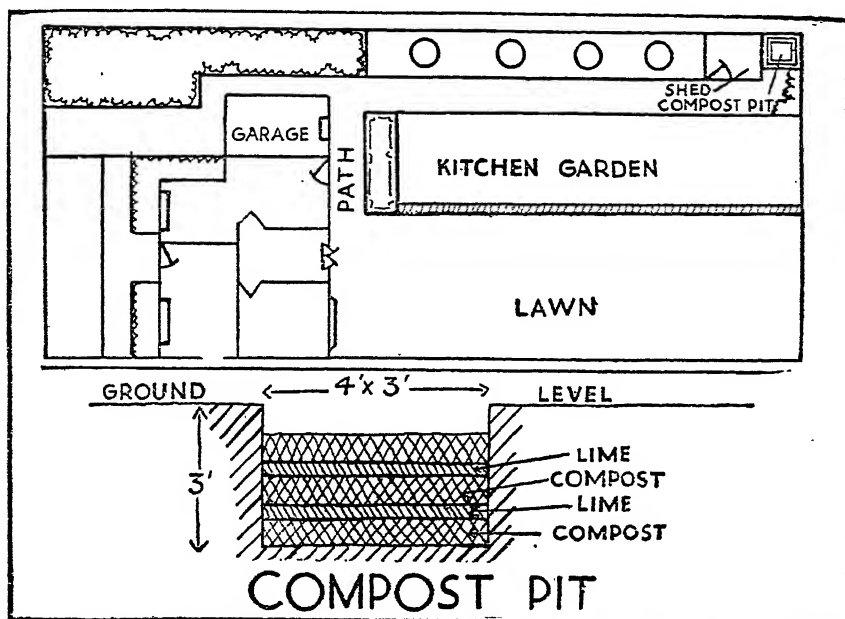 SHED
COMPOST PIT
GARAGE
PATH
KITCHEN GARDEN
LAWN
GROUND
4' x 3'
LEVEL
3'
LIME
COMPOST
LIME
COMPOST
COMPOST PIT